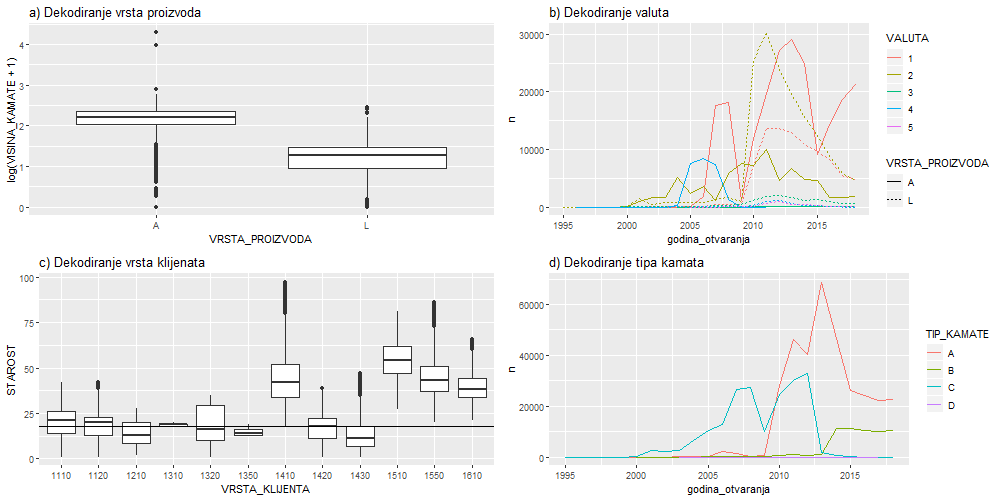 a) Dekodiranje vrsta proizvoda
log(VISINA_KAMATE + 1)
4
3
2
1
0
A
L
VRSTA_PROIZVODA
b) Dekodiranje valuta
n
30000
20000
10000
0
1995
2000
2005
2010
2015
godina_otvaranja
VALUTA
1
2
3
4
5
VRSTA_PROIZVODA
A
L
c) Dekodiranje vrsta klijenata
STAROST
100
75
50
25
0
1110
1120
1210
1310
1320
1350
1410
1420
1430
1510
1550
1610
VRSTA_KLIJENTA
d) Dekodiranje tipa kamata
n
60000
40000
20000
0
1995
2000
2005
2010
2015
godina_otvaranja
TIP_KAMATE
A
B
C
D